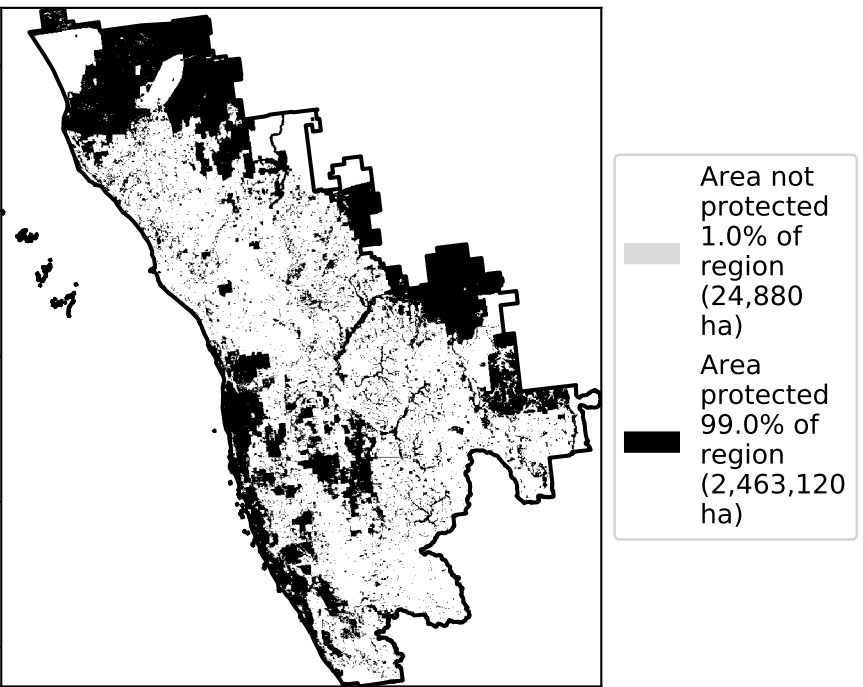 Area not
protected
1.0% of
region
(24,880
ha)
Area
protected
99.0% of
region
(2,463,120
ha)